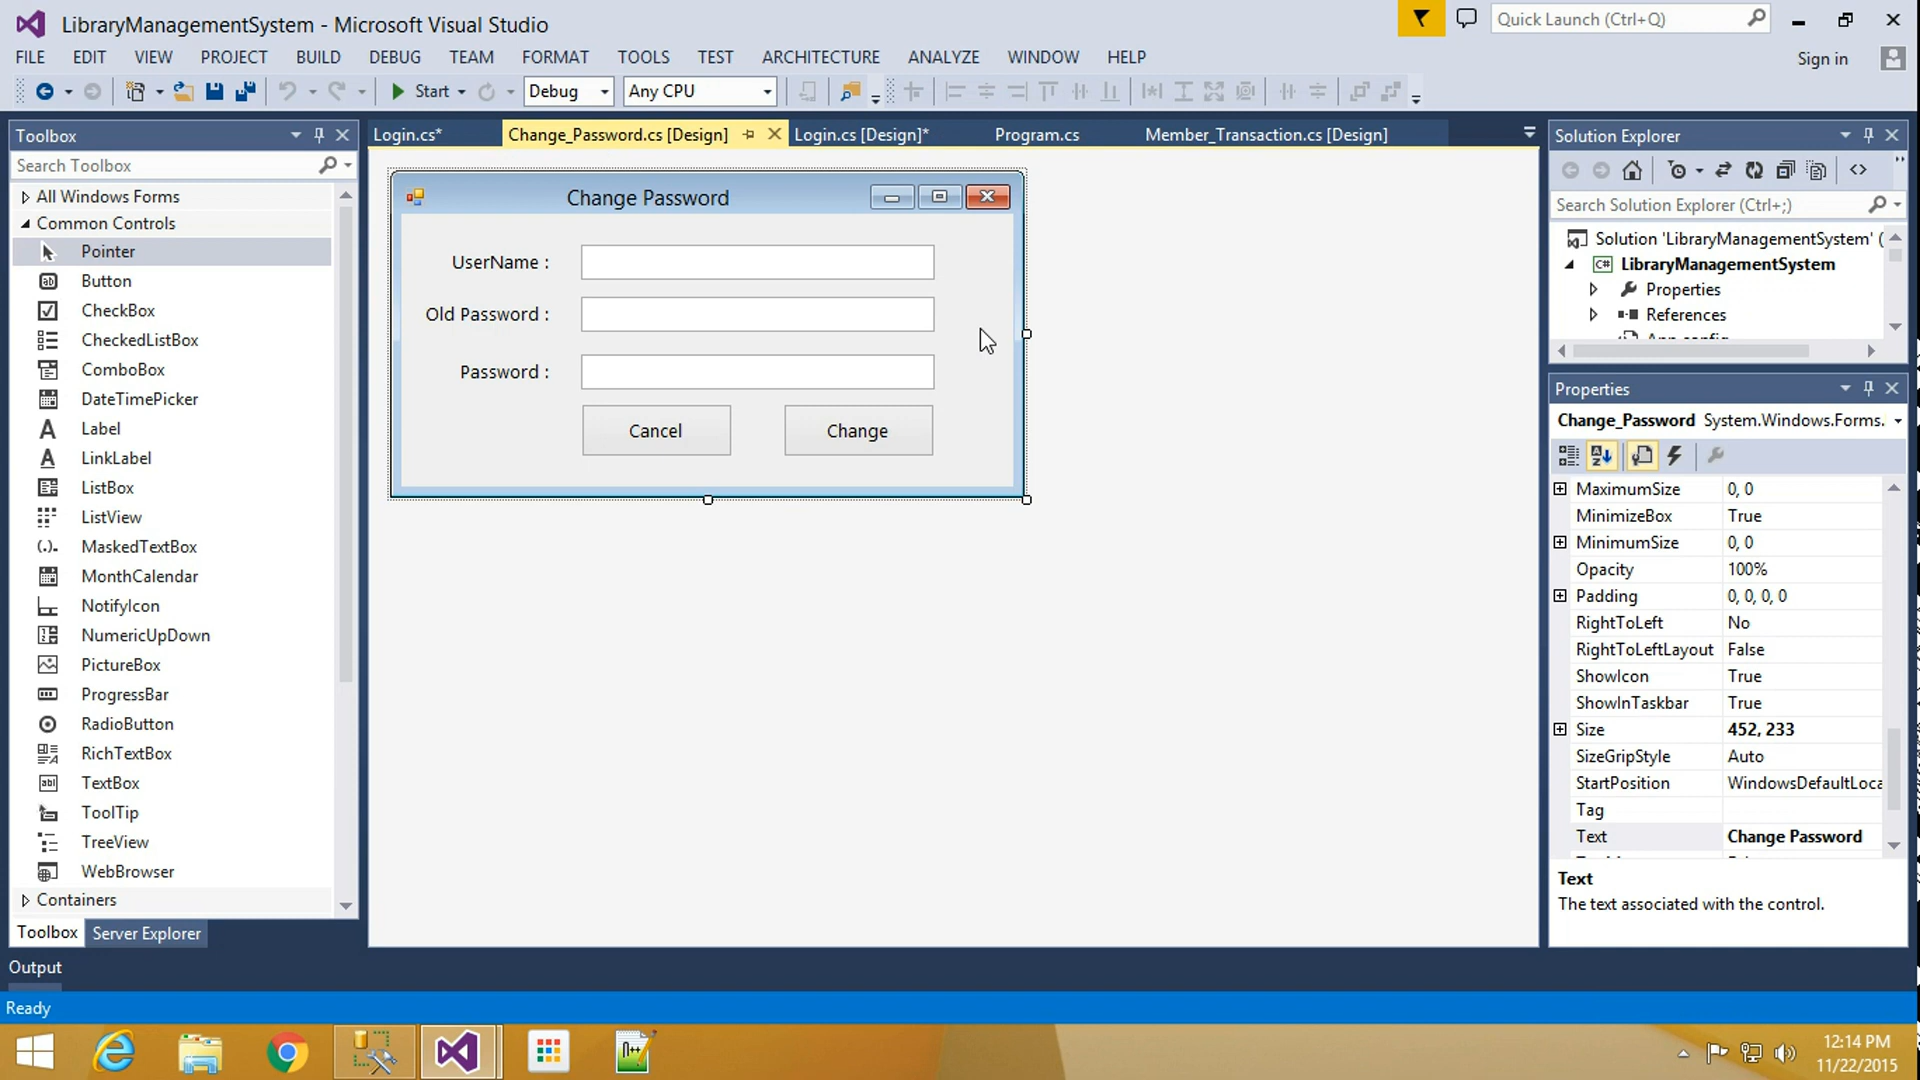 LibraryManagementSystem - Microsoft Visual Studio
Quick Launch (Ctrl+Q)
FILE EDIT VIEW PROJECT BUILD DEBUG TEAM FORMAT TOOLS TEST ARCHITECTURE ANALYZE WINDOW HELP
Sign in
Start Debug Any CPU
Toolbox
Login.cs* Change_Password.cs [Design] Login.cs [Design]* Program.cs Member_Transaction.cs [Design]
Search Toolbox
All Windows Forms
Common Controls
Pointer
Button
CheckBox
CheckedListBox
ComboBox
DateTimePicker
Label
LinkLabel
ListBox
ListView
MaskedTextBox
MonthCalendar
NotifyIcon
NumericUpDown
PictureBox
ProgressBar
RadioButton
RichTextBox
TextBox
ToolTip
TreeView
WebBrowser
Containers
Toolbox Server Explorer
Change Password
UserName :
Old Password :
Password :
Cancel Change
Solution Explorer
Search Solution Explorer (Ctrl+;)
Solution 'LibraryManagementSystem' (
C# LibraryManagementSystem
Properties
References
App.config
Properties
Change_Password System.Windows.Forms.
MaximumSize 0, 0
MinimizeBox True
MinimumSize 0, 0
Opacity 100%
Padding 0, 0, 0, 0
RightToLeft No
RightToLeftLayout False
ShowIcon True
ShowInTaskbar True
Size 452, 233
SizeGripStyle Auto
StartPosition WindowsDefaultLoca
Tag
Text Change Password
Text
The text associated with the control.
Output
Ready
12:14 PM
11/22/2015